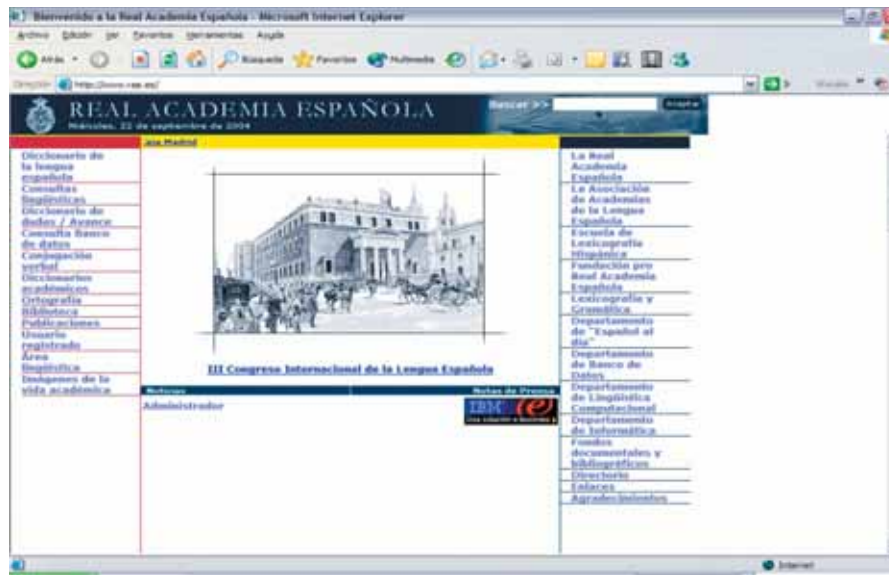 Bienvenido a la Real Academia Española - Microsoft Internet Explorer
Archivo Edición Ver Favoritos Herramientas Ayuda
Atrás Búsqueda Favoritos Multimedia
Dirección http://www.rae.es/ Vínculos
REAL ACADEMIA ESPAÑOLA
Miércoles, 22 de septiembre de 2004
Buscar >> Aceptar
Diccionario de
la lengua
española
Consultas
lingüísticas
Diccionario de
dudas / Avance
Consulta Banco
de datos
Conjugación
verbal
Diccionarios
académicos
Ortografía
Biblioteca
Publicaciones
Usuario
registrado
Área
lingüística
Imágenes de la
vida académica
III Congreso Internacional de la Lengua Española
Noticias Notas de Prensa
Administrador
IBM
La Real
Academia
Española
La Asociación
de Academias
de la Lengua
Española
Escuela de
Lexicografía
Hispánica
Fundación pro
Real Academia
Española
Lexicografía y
Gramática
Departamento
de "Español al
día"
Departamento
de Banco de
Datos
Departamento
de Lingüística
Computacional
Departamento
de Informática
Fondos
documentales y
bibliográficos
Directorio
Enlaces
Agradecimientos
Internet